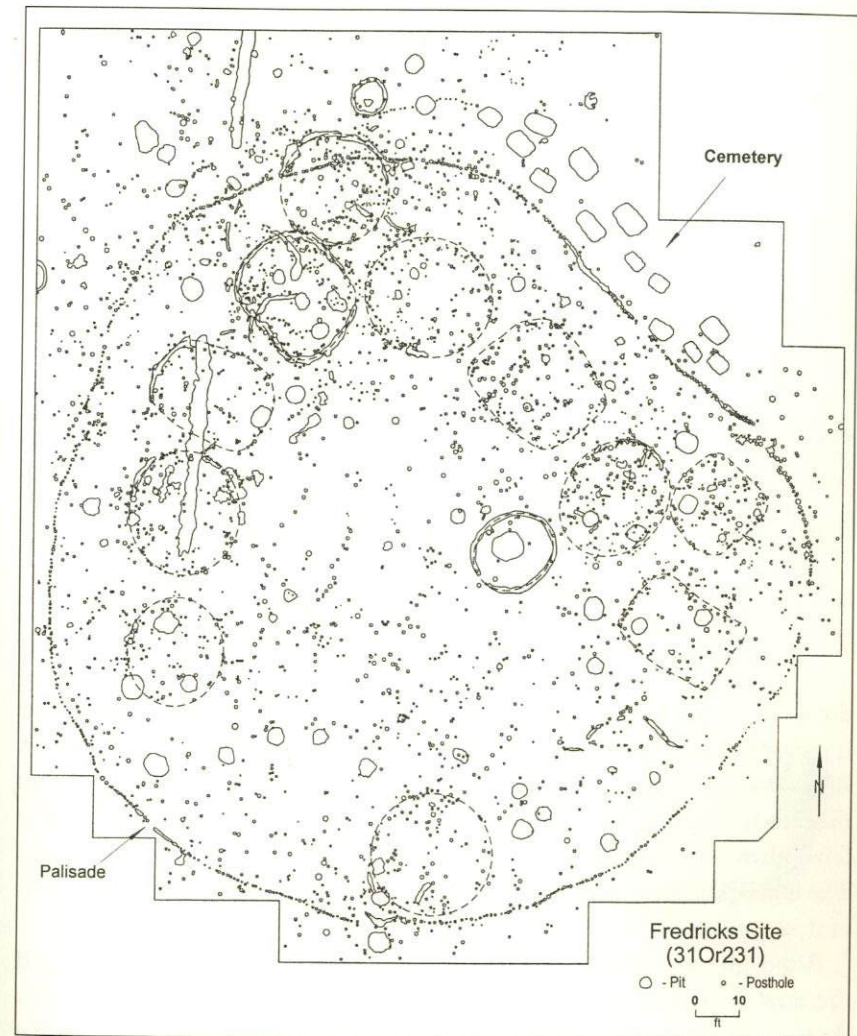 Cemetery
N
Palisade
Fredricks Site
(31Or231)
- Pit - Posthole
0 10
ft